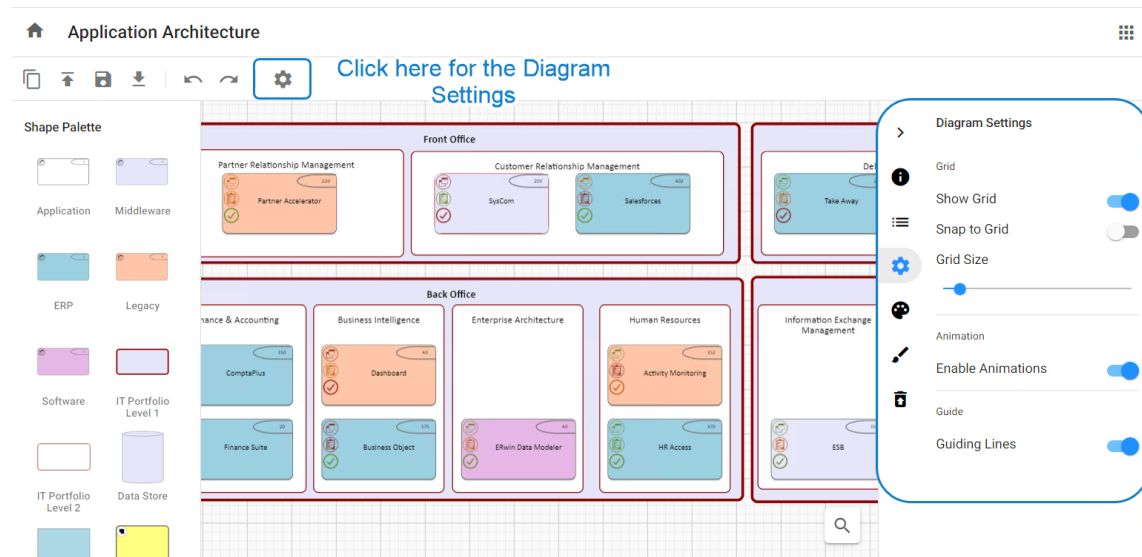 Application Architecture
Click here for the Diagram
Settings
Shape Palette
Application
Middleware
ERP
Legacy
Software
IT Portfolio
Level 1
IT Portfolio
Level 2
Data Store
Front Office
Partner Relationship Management
Partner Accelerator
Customer Relationship Management
SysCom
Salesforces
Del
Take Away
Back Office
nance & Accounting
ComptaPlus
Finance Suite
Business Intelligence
Dashboard
Business Object
Enterprise Architecture
ERwin Data Modeler
Human Resources
Activity Monitoring
HR Access
Information Exchange
Management
ESB
Diagram Settings
Grid
Show Grid
Snap to Grid
Grid Size
Animation
Enable Animations
Guide
Guiding Lines